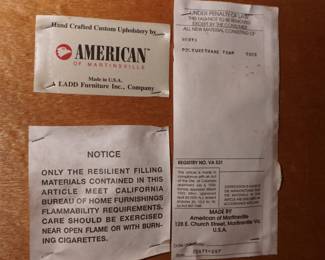 Hand Crafted Custom Upholstery by
AMERICAN™
OF MARTINSVILLE
Made in U.S.A.
A LADD Furniture Inc., Company
NOTICE
ONLY THE RESILIENT FILLING
MATERIALS CONTAINED IN THIS
ARTICLE MEET CALIFORNIA
BUREAU OF HOME FURNISHINGS
FLAMMABILITY REQUIREMENTS.
CARE SHOULD BE EXERCISED
NEAR OPEN FLAME OR WITH BURN-
ING CIGARETTES.
UNDER PENALTY OF LAW
THIS TAG NOT TO BE REMOVED
EXCEPT BY THE CONSUMER
ALL NEW MATERIAL CONSISTING OF
POLYURETHANE FOAM
REGISTRY NO. VA 531
MADE BY
American of Martinsville
128 E. Church Street, Martinsville Va.
U.S.A.